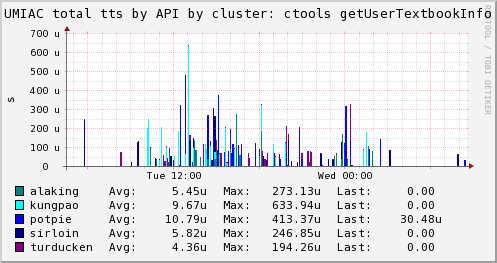 UMIAC total tts by API by cluster: ctools getUserTextbookInfo
RRDTOOL / TOBI OETIKER
700 u
600 u
500 u
400 u
300 u
200 u
100 u
0
s
Tue 12:00 Wed 00:00
alaking Avg: 5.45u Max: 273.13u Last: 0.00
kungpao Avg: 9.67u Max: 633.94u Last: 0.00
potpie Avg: 10.79u Max: 413.37u Last: 30.48u
sirloin Avg: 5.82u Max: 246.85u Last: 0.00
turducken Avg: 4.36u Max: 194.26u Last: 0.00